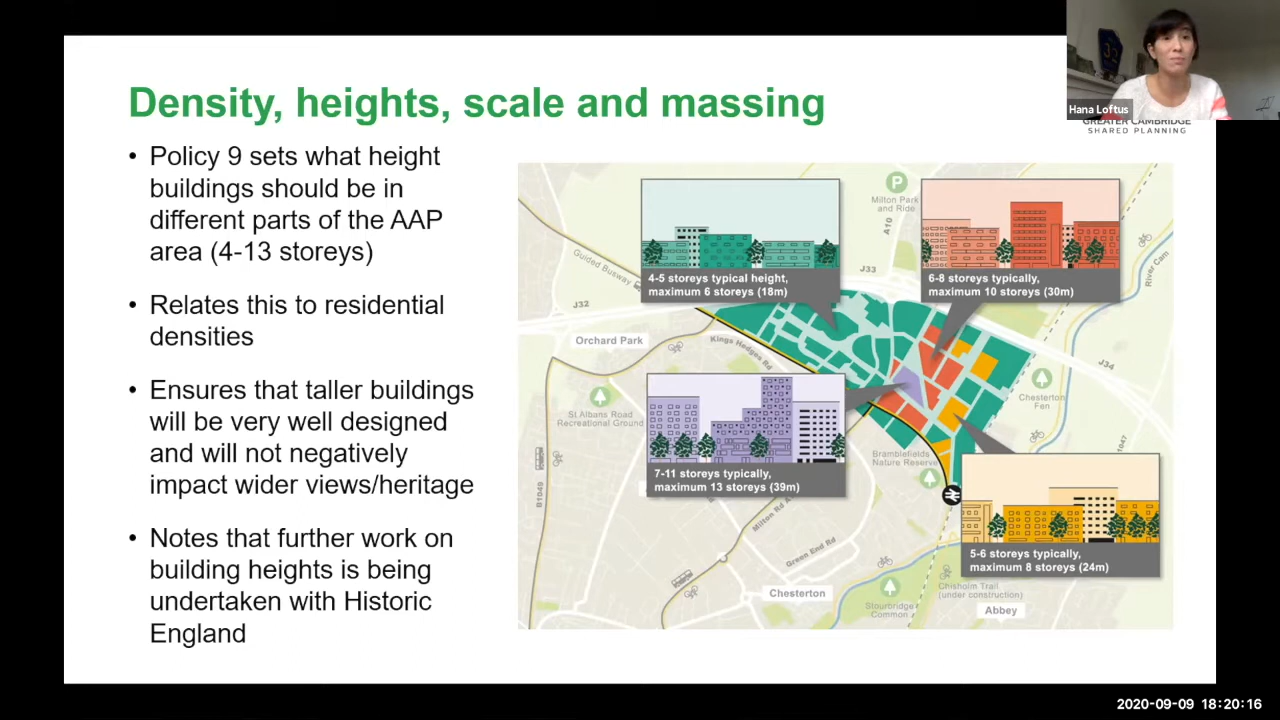 Density, heights, scale and massing
Hana Loftus
GREATER CAMBRIDGE
SHARED PLANNING
• Policy 9 sets what height
buildings should be in
different parts of the AAP
area (4-13 storeys)
• Relates this to residential
densities
• Ensures that taller buildings
will be very well designed
and will not negatively
impact wider views/heritage
• Notes that further work on
building heights is being
undertaken with Historic
England
P
Milton Park
and Ride
A10
J33
River Cam
Guided Busway
4-5 storeys typical height,
maximum 6 storeys (18m)
6-8 storeys typically,
maximum 10 storeys (30m)
J32
Orchard Park
Kings Hedges Rd
J34
St Albans Road
Recreational Ground
Chesterton
Fen
7-11 storeys typically,
maximum 13 storeys (39m)
Bramblefields
Nature Reserve
B1049
Milton Rd
Green End Rd
5-6 storeys typically,
maximum 8 storeys (24m)
Chesterton
Stourbridge
Common
Chisholm Trail
(under construction)
Abbey
2020-09-09 18:20:16